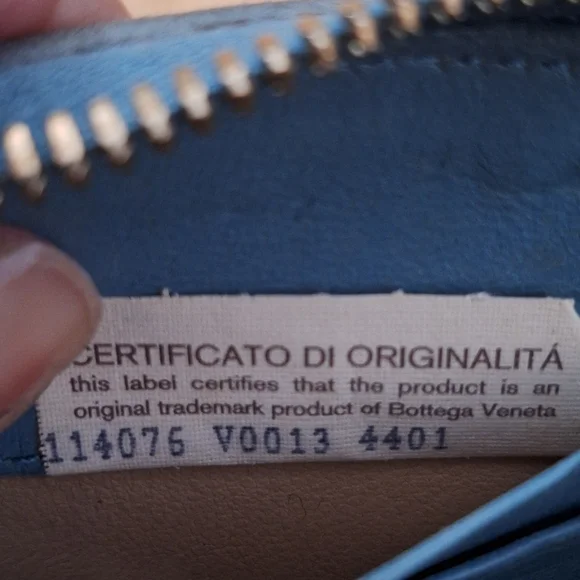 CERTIFICATO DI ORIGINALITÁ
this label certifies that the product is an
original trademark product of Bottega Veneta
114076 V0013 4401